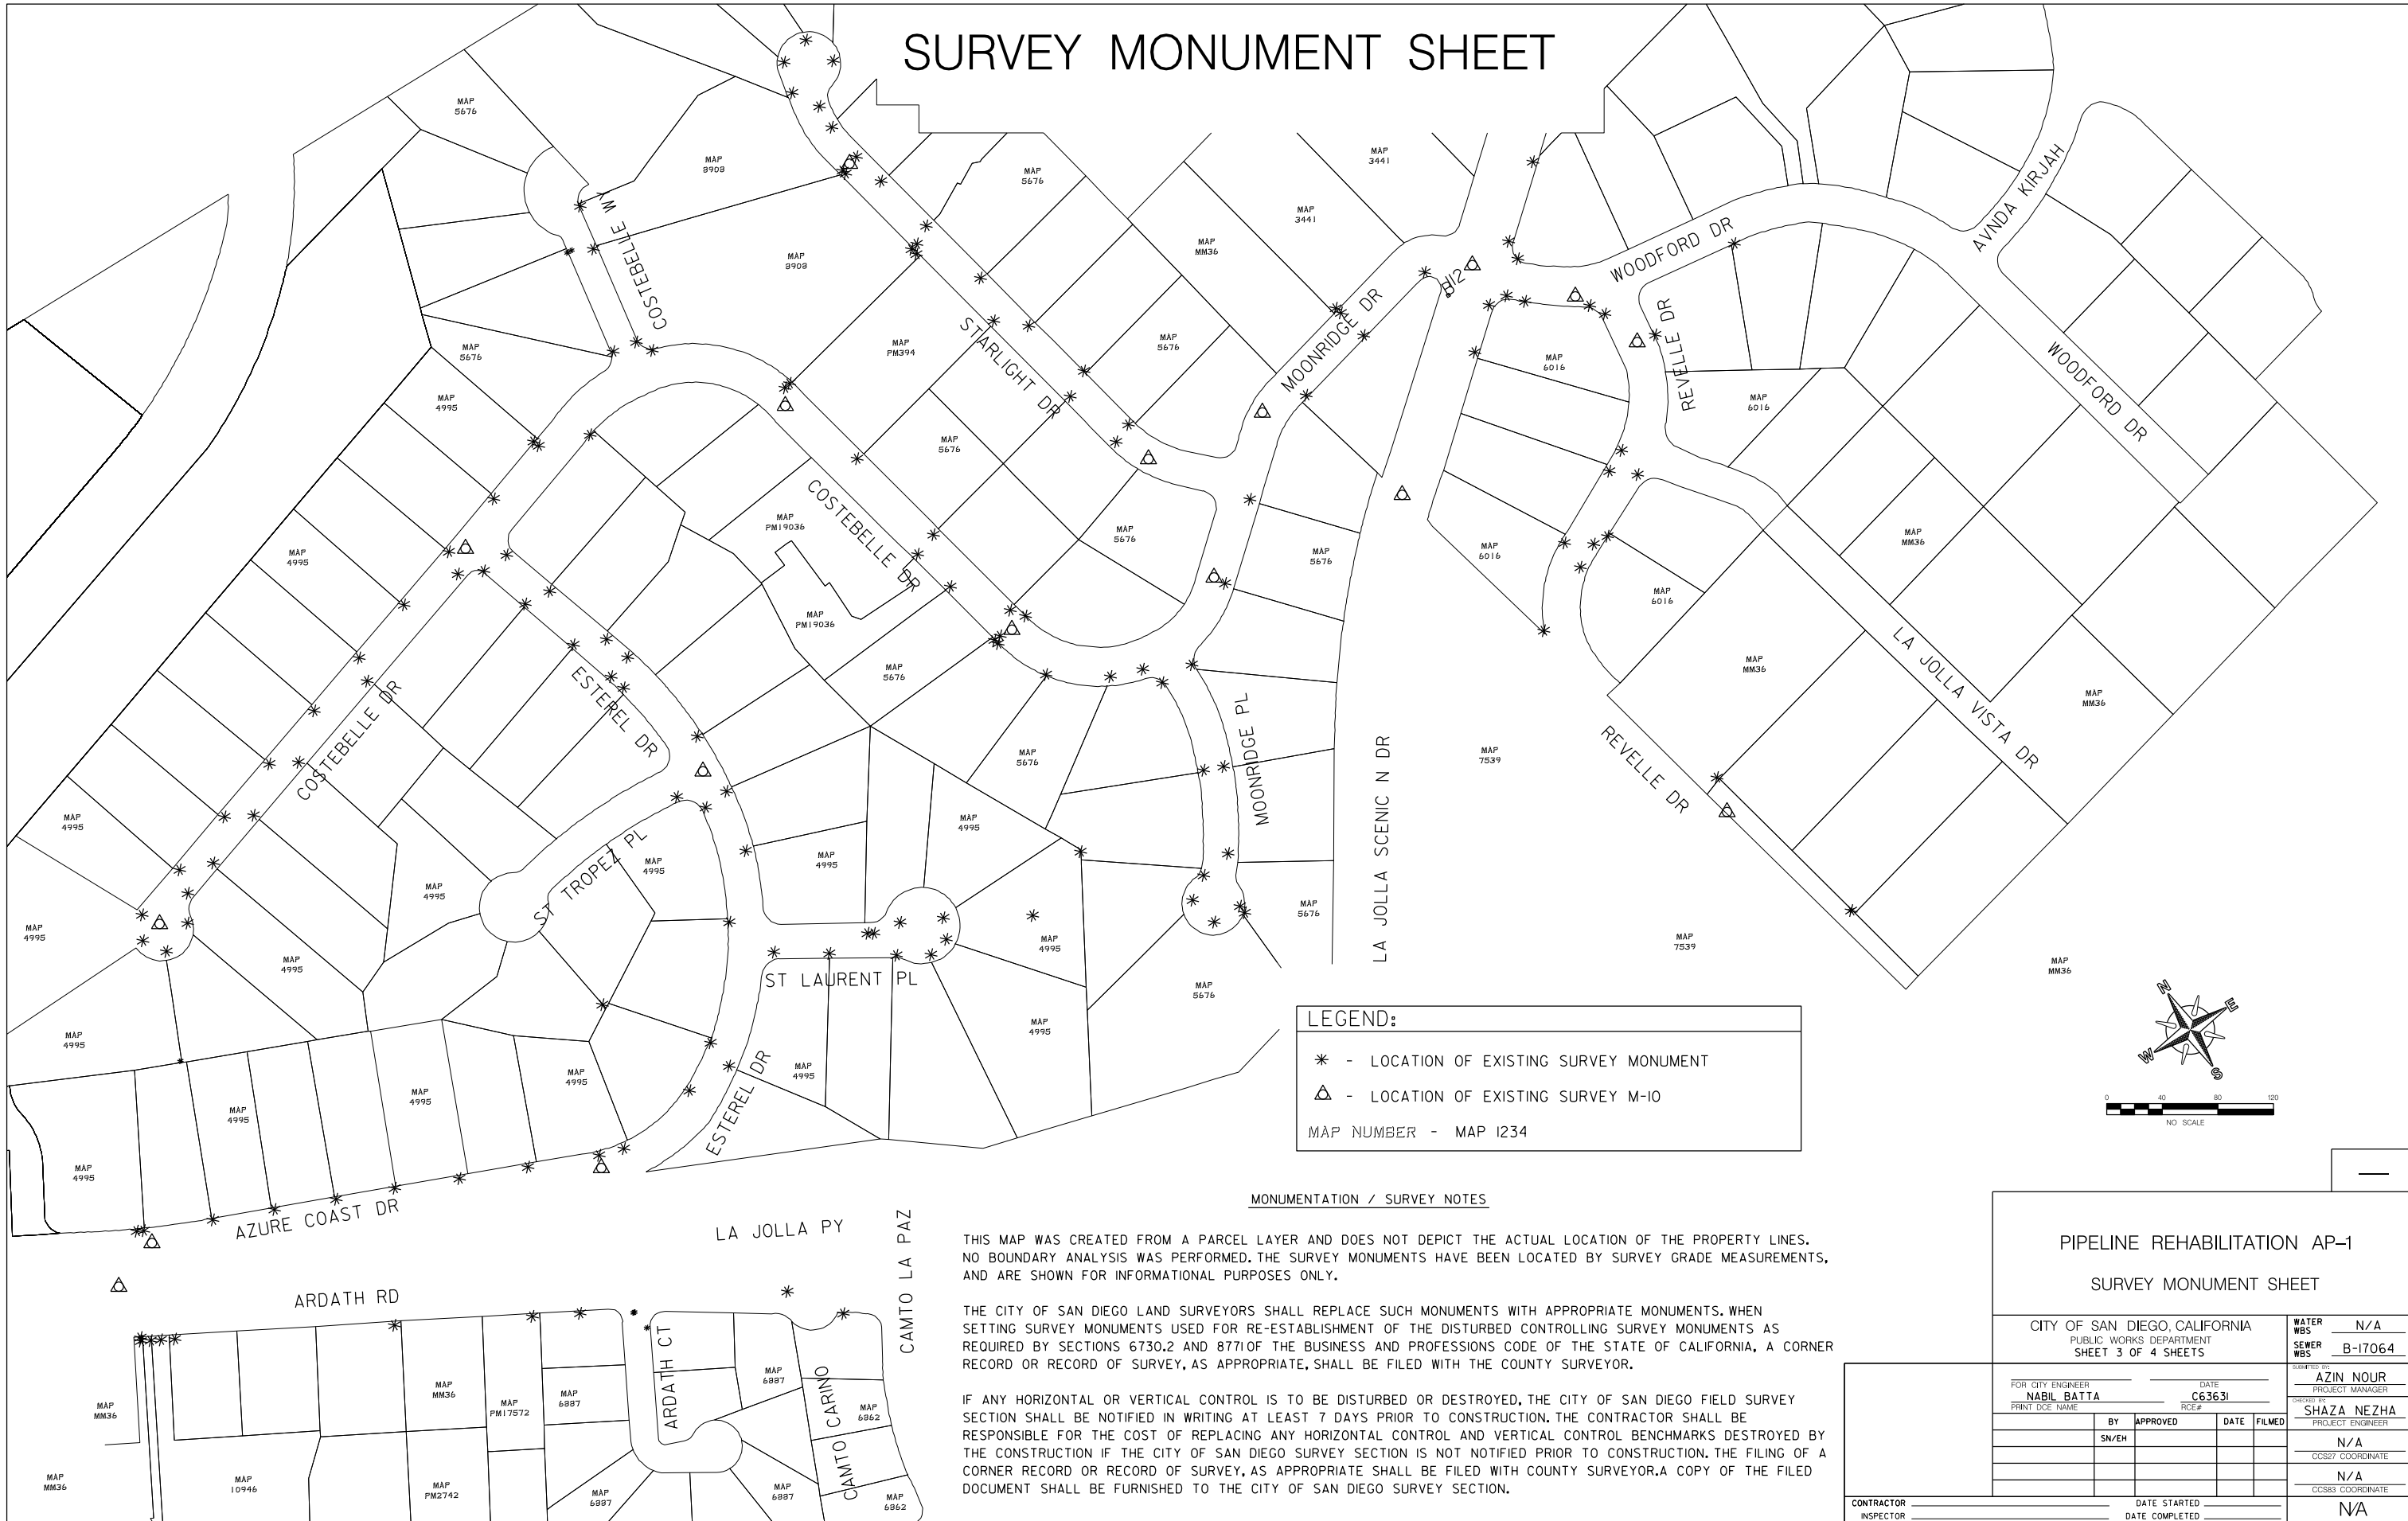 SURVEY MONUMENT SHEET
MAP
5676
MAP
8908
MAP
5676
MAP
3441
MAP
3441
MAP
MM36
MAP
8908
COSTEBELLE WY
AVNDA KIRJAH
WOODFORD DR
B12
MOONRIDGE DR
REVELLE DR
WOODFORD DR
STARLIGHT DR
MAP
5676
MAP
PM394
MAP
5676
MAP
6016
MAP
4995
MAP
6016
MAP
5676
COSTEBELLE DR
MAP
PM19036
MAP
5676
MAP
MM36
MAP
4995
MAP
5676
MAP
6016
MAP
6016
MAP
PM19036
MAP
5676
LA JOLLA VISTA DR
MAP
MM36
MAP
MM36
ESTEREL DR
COSTEBELLE DR
MOONRIDGE PL
LA JOLLA SCENIC N DR
MAP
5676
MAP
7539
REVELLE DR
MAP
4995
MAP
4995
MAP
4995
ST TROPEZ PL
MAP
4995
MAP
4995
MAP
5676
MAP
4995
MAP
4995
MAP
4995
MAP
7539
MAP
MM36
ST LAURENT PL
MAP
5676
MAP
4995
MAP
4995
MAP
4995
MAP
4995
MAP
4995
MAP
4995
MAP
4995
ESTEREL DR
AZURE COAST DR
LA JOLLA PY
CAMTO LA PAZ
ARDATH RD
ARDATH CT
CAMTO CARINO
MAP
MM36
MAP
MM36
MAP
PM17572
MAP
6887
MAP
6887
MAP
6862
MAP
MM36
MAP
10946
MAP
PM2742
MAP
6887
MAP
6887
MAP
6862
LEGEND:
- LOCATION OF EXISTING SURVEY MONUMENT
- LOCATION OF EXISTING SURVEY M-10
MAP NUMBER - MAP 1234
N
E
W
S
0 40 80 120
NO SCALE
MONUMENTATION / SURVEY NOTES
THIS MAP WAS CREATED FROM A PARCEL LAYER AND DOES NOT DEPICT THE ACTUAL LOCATION OF THE PROPERTY LINES.
NO BOUNDARY ANALYSIS WAS PERFORMED. THE SURVEY MONUMENTS HAVE BEEN LOCATED BY SURVEY GRADE MEASUREMENTS,
AND ARE SHOWN FOR INFORMATIONAL PURPOSES ONLY.
THE CITY OF SAN DIEGO LAND SURVEYORS SHALL REPLACE SUCH MONUMENTS WITH APPROPRIATE MONUMENTS. WHEN
SETTING SURVEY MONUMENTS USED FOR RE-ESTABLISHMENT OF THE DISTURBED CONTROLLING SURVEY MONUMENTS AS
REQUIRED BY SECTIONS 6730.2 AND 8771 OF THE BUSINESS AND PROFESSIONS CODE OF THE STATE OF CALIFORNIA, A CORNER
RECORD OR RECORD OF SURVEY, AS APPROPRIATE, SHALL BE FILED WITH THE COUNTY SURVEYOR.
IF ANY HORIZONTAL OR VERTICAL CONTROL IS TO BE DISTURBED OR DESTROYED, THE CITY OF SAN DIEGO FIELD SURVEY
SECTION SHALL BE NOTIFIED IN WRITING AT LEAST 7 DAYS PRIOR TO CONSTRUCTION. THE CONTRACTOR SHALL BE
RESPONSIBLE FOR THE COST OF REPLACING ANY HORIZONTAL CONTROL AND VERTICAL CONTROL BENCHMARKS DESTROYED BY
THE CONSTRUCTION IF THE CITY OF SAN DIEGO SURVEY SECTION IS NOT NOTIFIED PRIOR TO CONSTRUCTION. THE FILING OF A
CORNER RECORD OR RECORD OF SURVEY, AS APPROPRIATE SHALL BE FILED WITH COUNTY SURVEYOR. A COPY OF THE FILED
DOCUMENT SHALL BE FURNISHED TO THE CITY OF SAN DIEGO SURVEY SECTION.
PIPELINE REHABILITATION AP-1
SURVEY MONUMENT SHEET
CITY OF SAN DIEGO, CALIFORNIA
PUBLIC WORKS DEPARTMENT
SHEET 3 OF 4 SHEETS
WATER WBS N/A
SEWER WBS B-17064
FOR CITY ENGINEER DATE
NABIL BATTA C63631
PRINT DCE NAME RCE#
SUBMITTED BY:
AZIN NOUR
PROJECT MANAGER
CHECKED BY:
SHAZA NEZHA
PROJECT ENGINEER
BY APPROVED DATE FILMED
SN/EH
N/A
CCS27 COORDINATE
N/A
CCS83 COORDINATE
CONTRACTOR DATE STARTED
INSPECTOR DATE COMPLETED
N/A